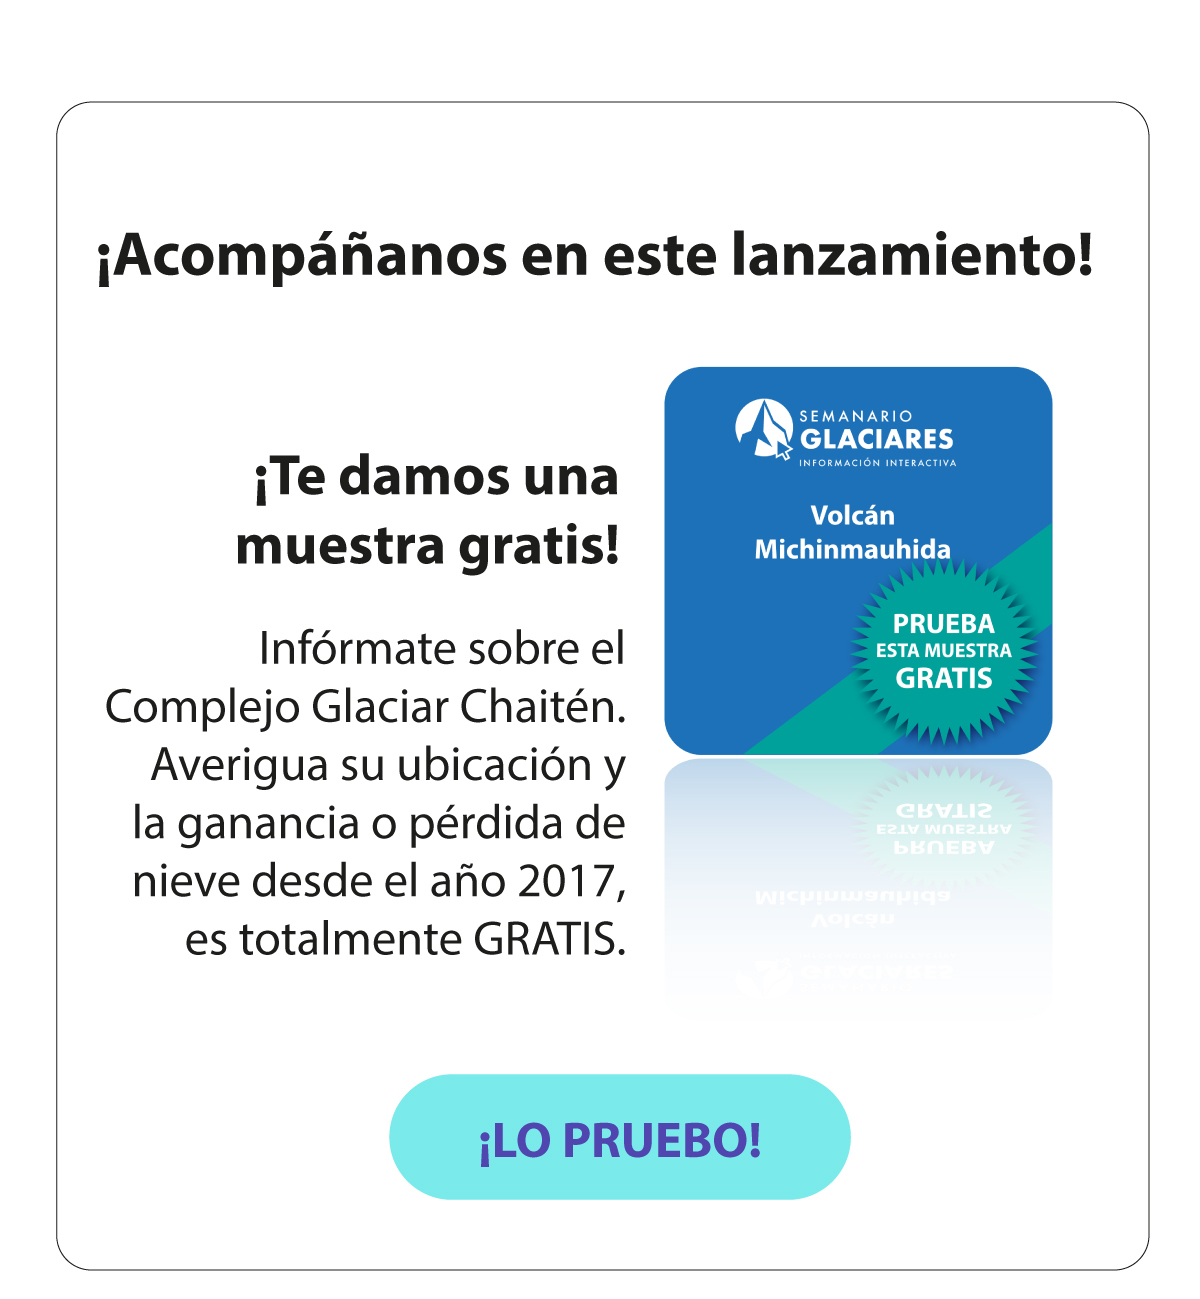 ¡Acompáñanos en este lanzamiento!
¡Te damos una
muestra gratis!
Infórmate sobre el
Complejo Glaciar Chaitén.
Averigua su ubicación y
la ganancia o pérdida de
nieve desde el año 2017,
es totalmente GRATIS.
SEMANARIO
GLACIARES
INFORMACIÓN INTERACTIVA
Volcán
Michinmauhida
PRUEBA
ESTA MUESTRA
GRATIS
¡LO PRUEBO!